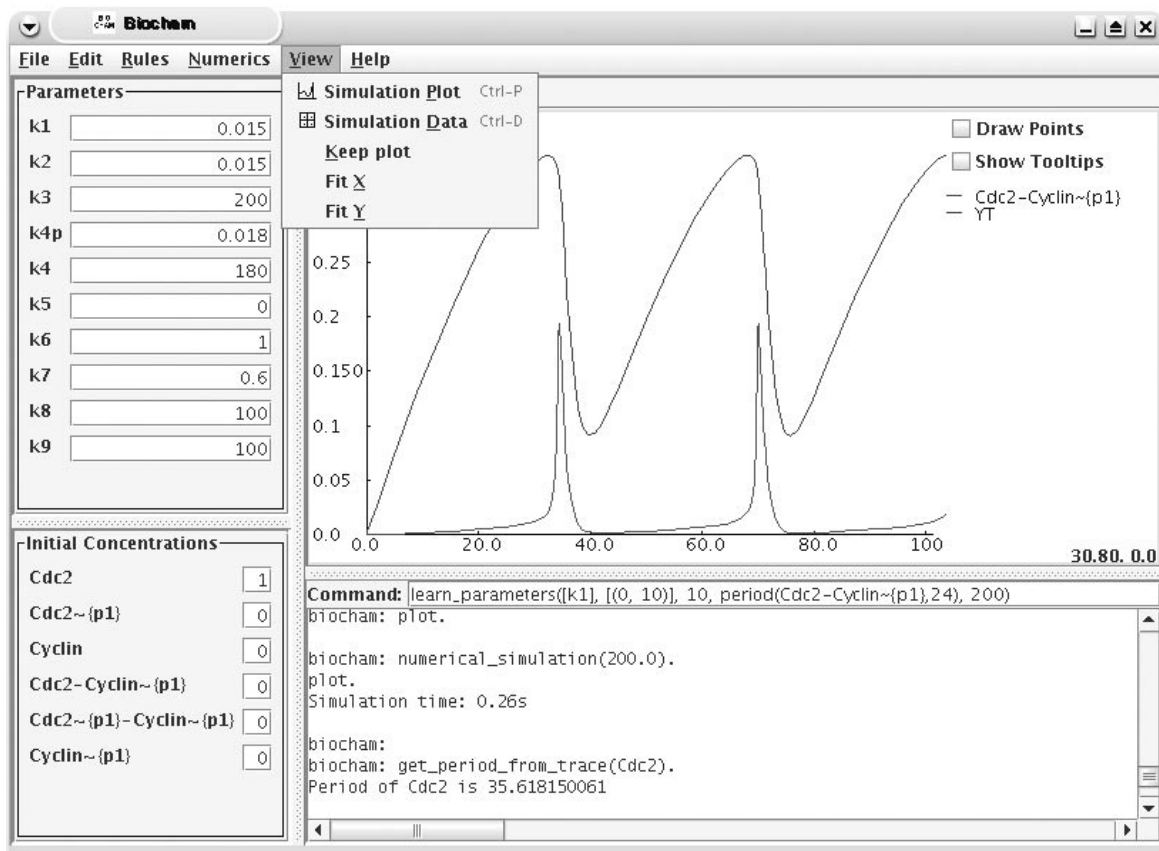 Biocham
File Edit Rules Numerics View Help
Parameters
k1 0.015
k2 0.015
k3 200
k4p 0.018
k4 180
k5 0
k6 1
k7 0.6
k8 100
k9 100
Initial Concentrations
Cdc2 1
Cdc2~{p1} 0
Cyclin 0
Cdc2-Cyclin~{p1} 0
Cdc2~{p1}-Cyclin~{p1} 0
Cyclin~{p1} 0
Simulation Plot Ctrl-P
Simulation Data Ctrl-D
Keep plot
Fit X
Fit Y
Draw Points
Show Tooltips
Cdc2-Cyclin~{p1}
YT
0.25
0.2
0.150
0.1
0.05
0.0
0.0 20.0 40.0 60.0 80.0 100
30.80. 0.0
Command: learn_parameters([k1], [(0, 10)], 10, period(Cdc2-Cyclin~{p1},24), 200)
biocham: plot.
biocham: numerical_simulation(200.0).
plot.
Simulation time: 0.26s
biocham:
biocham: get_period_from_trace(Cdc2).
Period of Cdc2 is 35.618150061